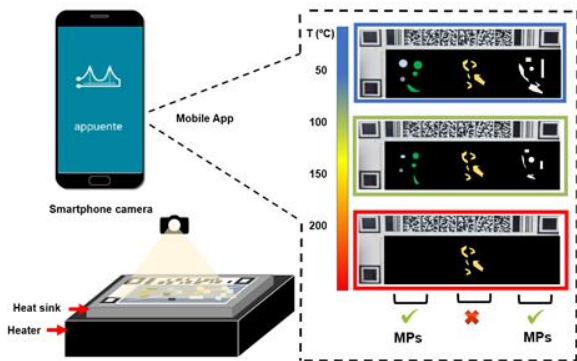 appuente
Mobile App
Smartphone camera
Heat sink
Heater
T (°C)
50
100
150
200
MPs
MPs